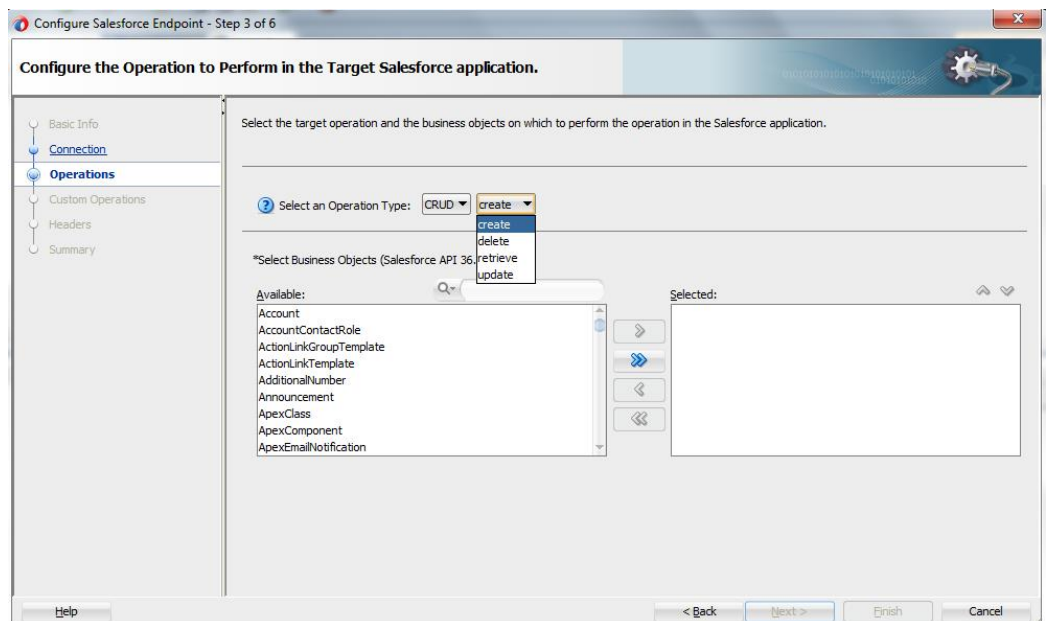 Configure Salesforce Endpoint - Step 3 of 6
Configure the Operation to Perform in the Target Salesforce application.
Basic Info
Connection
Operations
Custom Operations
Headers
Summary
Select the target operation and the business objects on which to perform the operation in the Salesforce application.
Select an Operation Type: CRUD create
create
delete
retrieve
update
*Select Business Objects (Salesforce API 36.
Available:
Account
AccountContactRole
ActionLinkGroupTemplate
ActionLinkTemplate
AdditionalNumber
Announcement
ApexClass
ApexComponent
ApexEmailNotification
Selected:
Help
< Back
Next >
Finish
Cancel